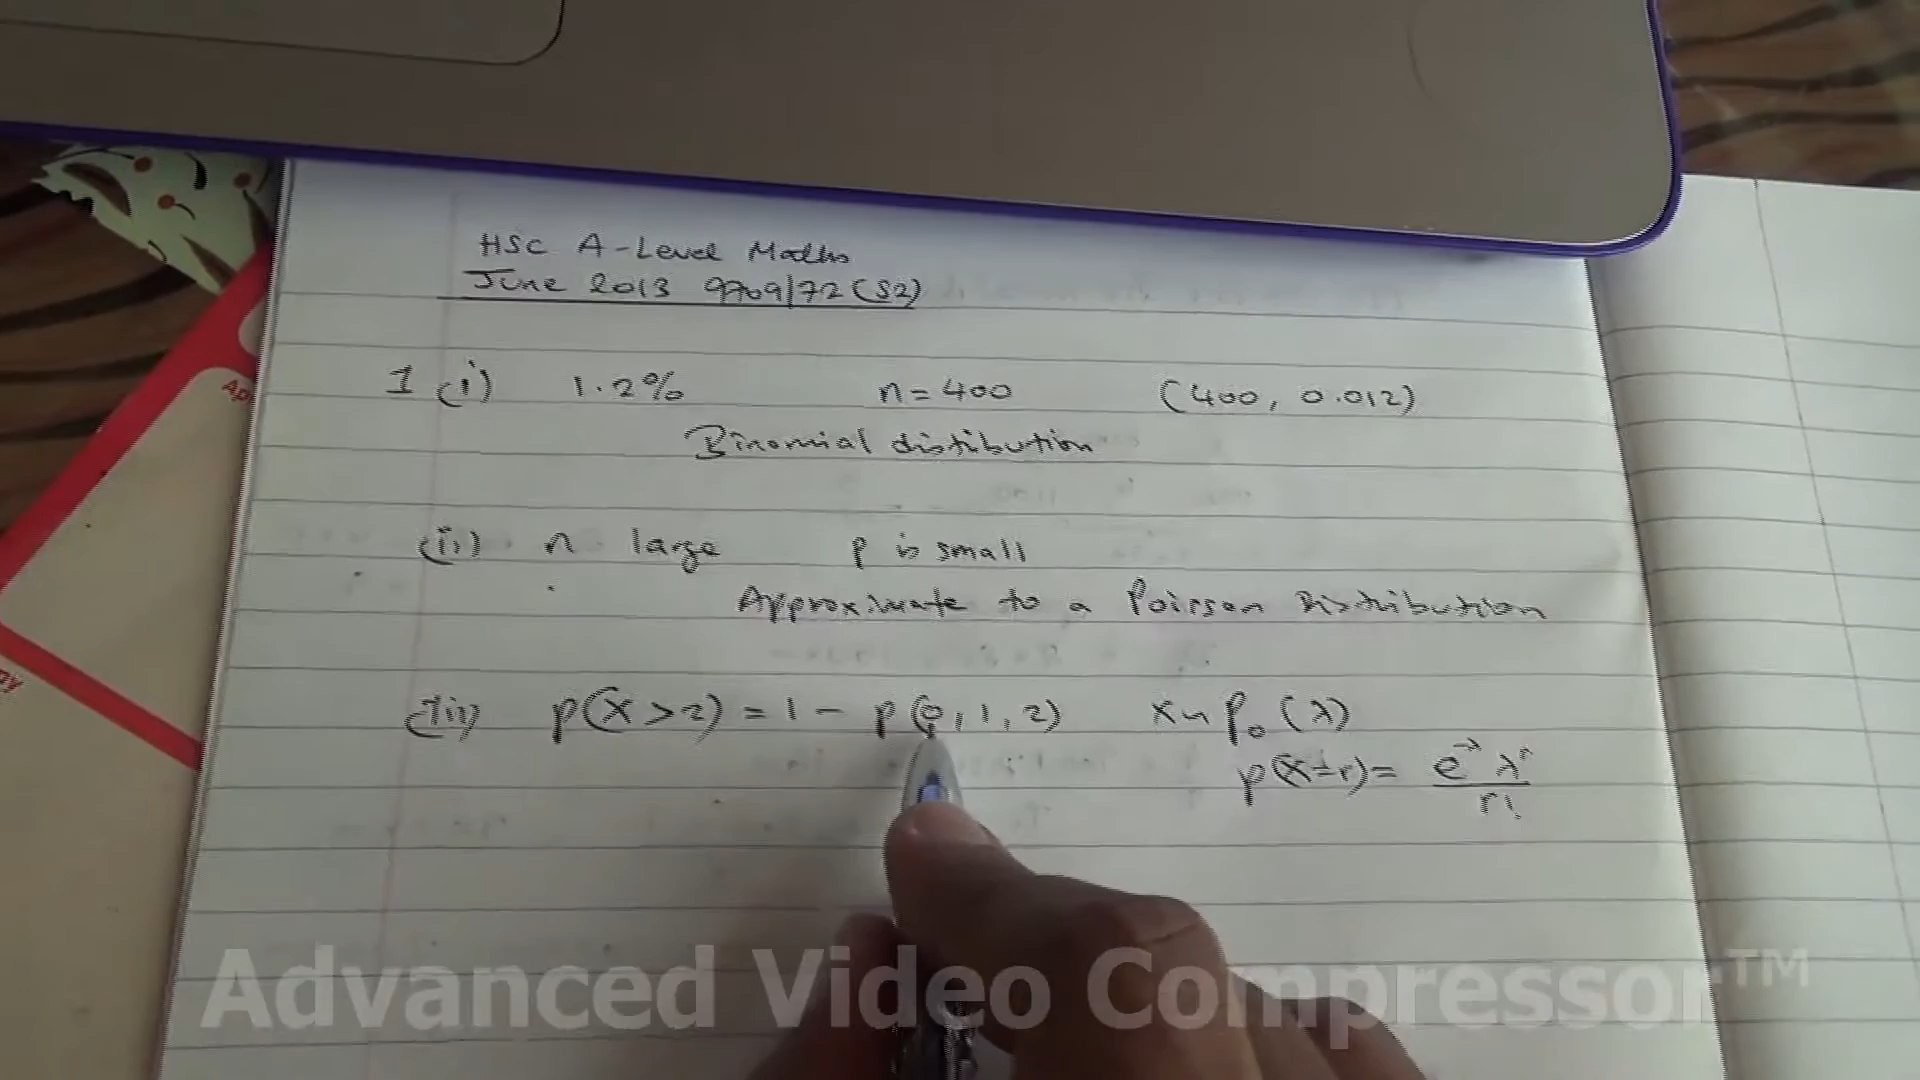 HSC A-Level Maths
June 2013 9709/72 (S2)
1 (i) 1.2% n = 400 (400, 0.012)
Binomial distribution
(ii) n large p is small
Approximate to a Poisson Distribution
(iii) p(X > 2) = 1 - p(0, 1, 2) X ~ Po (λ)
p(X=r) = e^-λ λ^r / r!
Advanced Video Compressor™